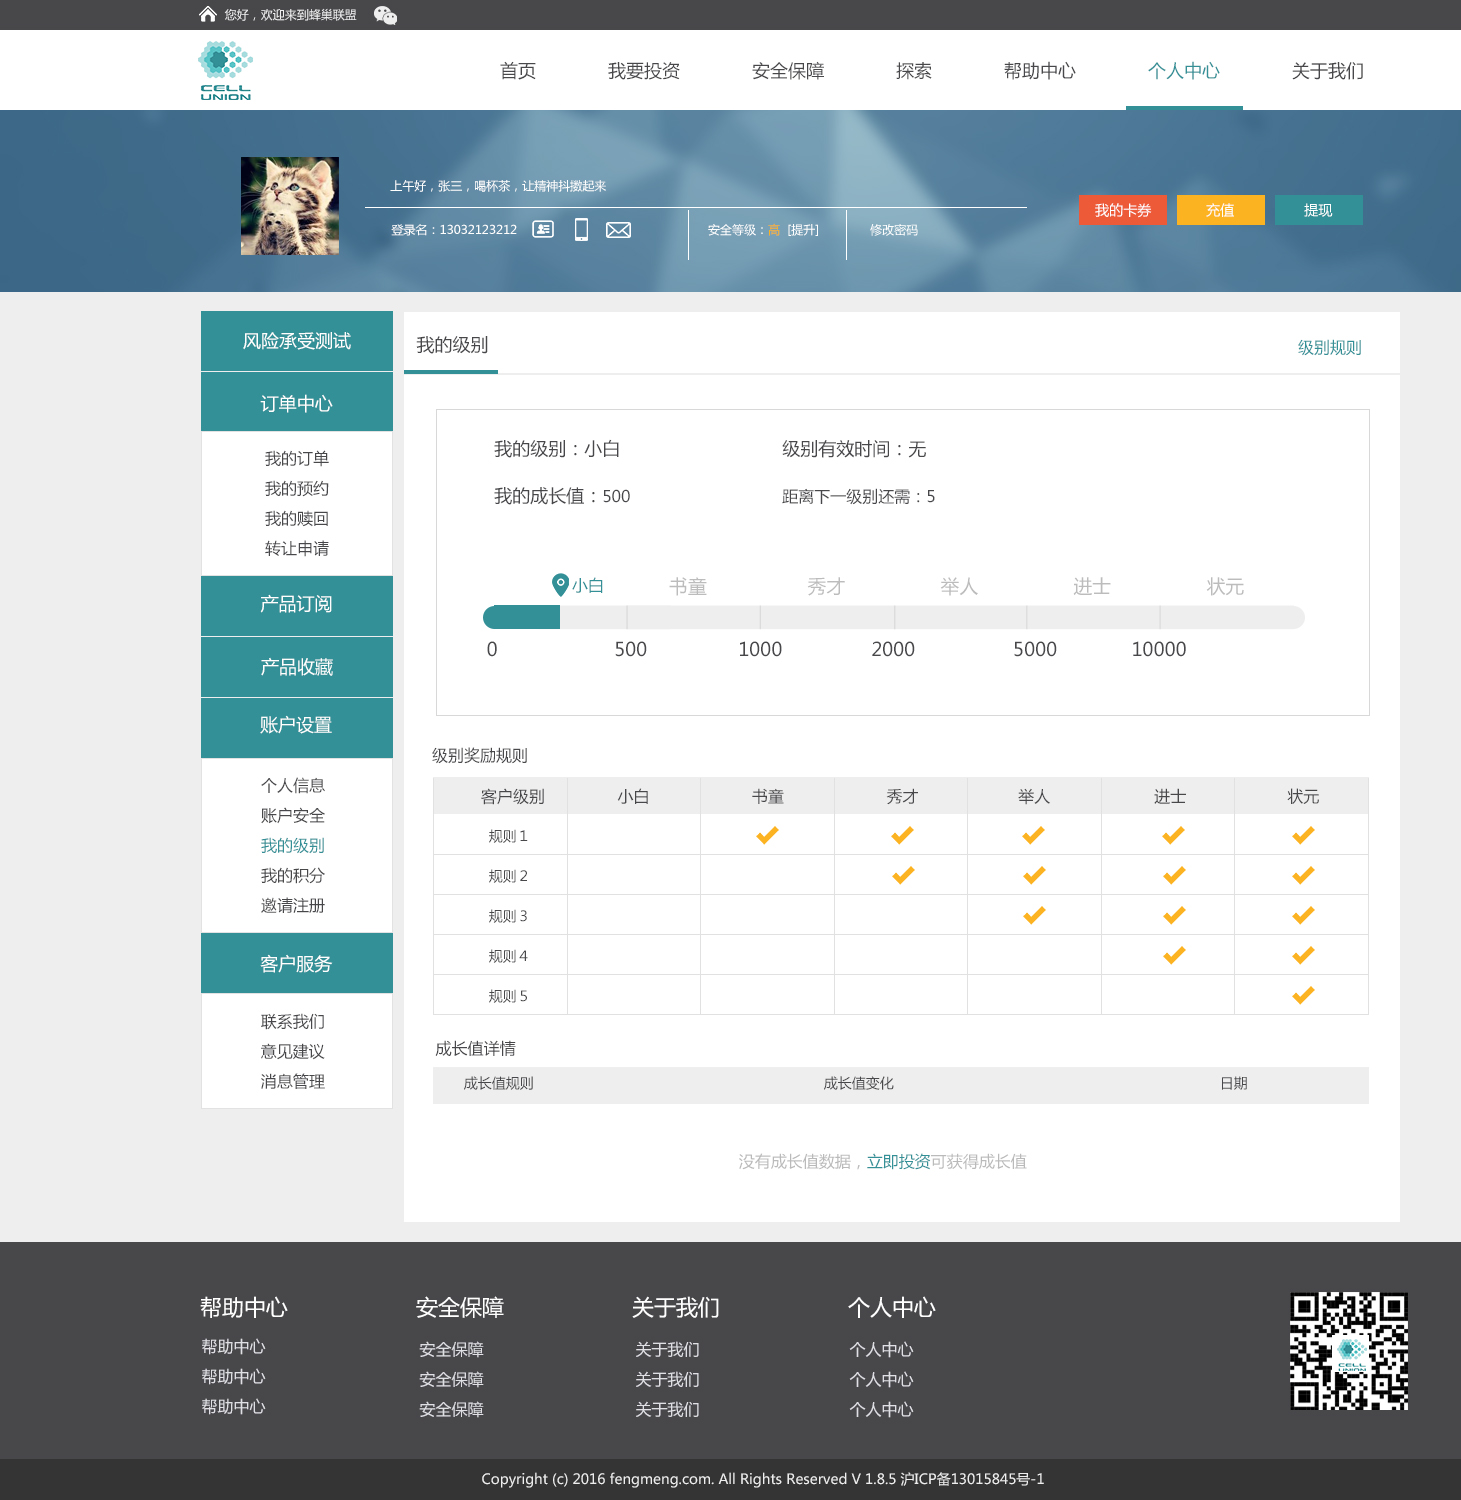 您好，欢迎来到蜂巢联盟
CELL
UNION
首页 我要投资 安全保障 探索 帮助中心 个人中心 关于我们
上午好，张三，喝杯茶，让精神抖擞起来
登录名：13032123212 安全等级：高 [提升] 修改密码
我的卡券 充值 提现
风险承受测试
订单中心
我的订单
我的预约
我的赎回
转让申请
产品订阅
产品收藏
账户设置
个人信息
账户安全
我的级别
我的积分
邀请注册
客户服务
联系我们
意见建议
消息管理
我的级别 级别规则
我的级别：小白 级别有效时间：无
我的成长值：500 距离下一级别还需：5
小白 书童 秀才 举人 进士 状元
0 500 1000 2000 5000 10000
级别奖励规则
客户级别 小白 书童 秀才 举人 进士 状元
规则 1
规则 2
规则 3
规则 4
规则 5
成长值详情
成长值规则 成长值变化 日期
没有成长值数据，立即投资可获得成长值
帮助中心 安全保障 关于我们 个人中心
帮助中心 安全保障 关于我们 个人中心
帮助中心 安全保障 关于我们 个人中心
帮助中心 安全保障 关于我们 个人中心
CELL
UNION
Copyright (c) 2016 fengmeng.com. All Rights Reserved V 1.8.5 沪ICP备13015845号-1